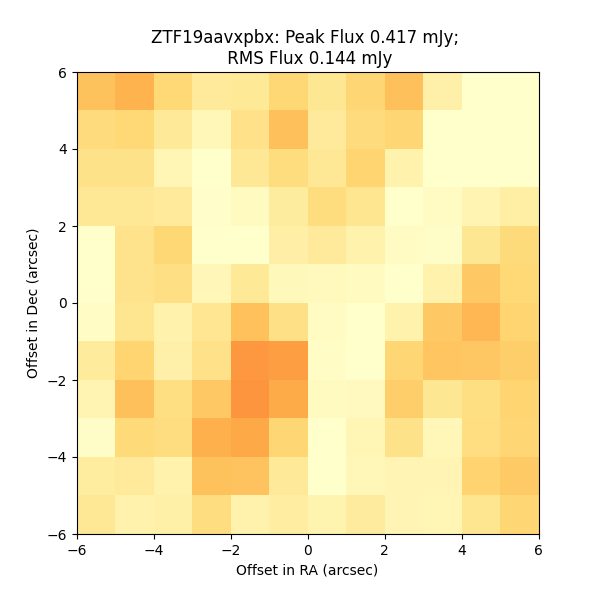 ZTF19aavxpbx: Peak Flux 0.417 mJy;
RMS Flux 0.144 mJy
6
4
2
0
−2
−4
−6
Offset in Dec (arcsec)
−6 −4 −2 0 2 4 6
Offset in RA (arcsec)